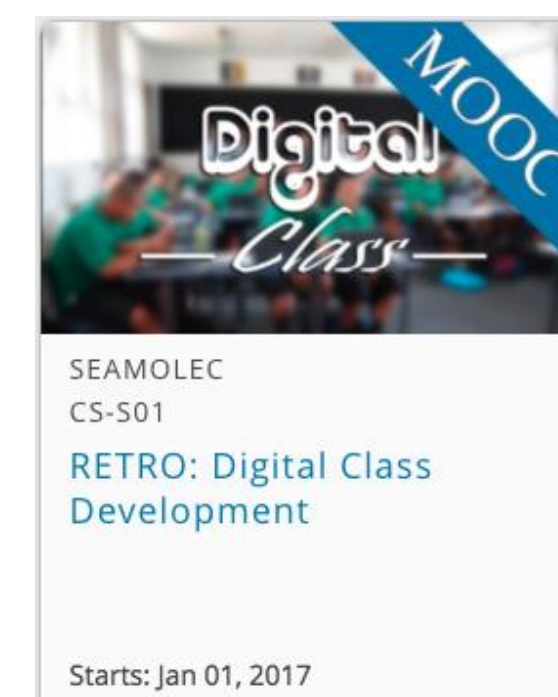 MOOC
Digital
Class
SEAMOLEC
CS-S01
RETRO: Digital Class
Development
Starts: Jan 01, 2017